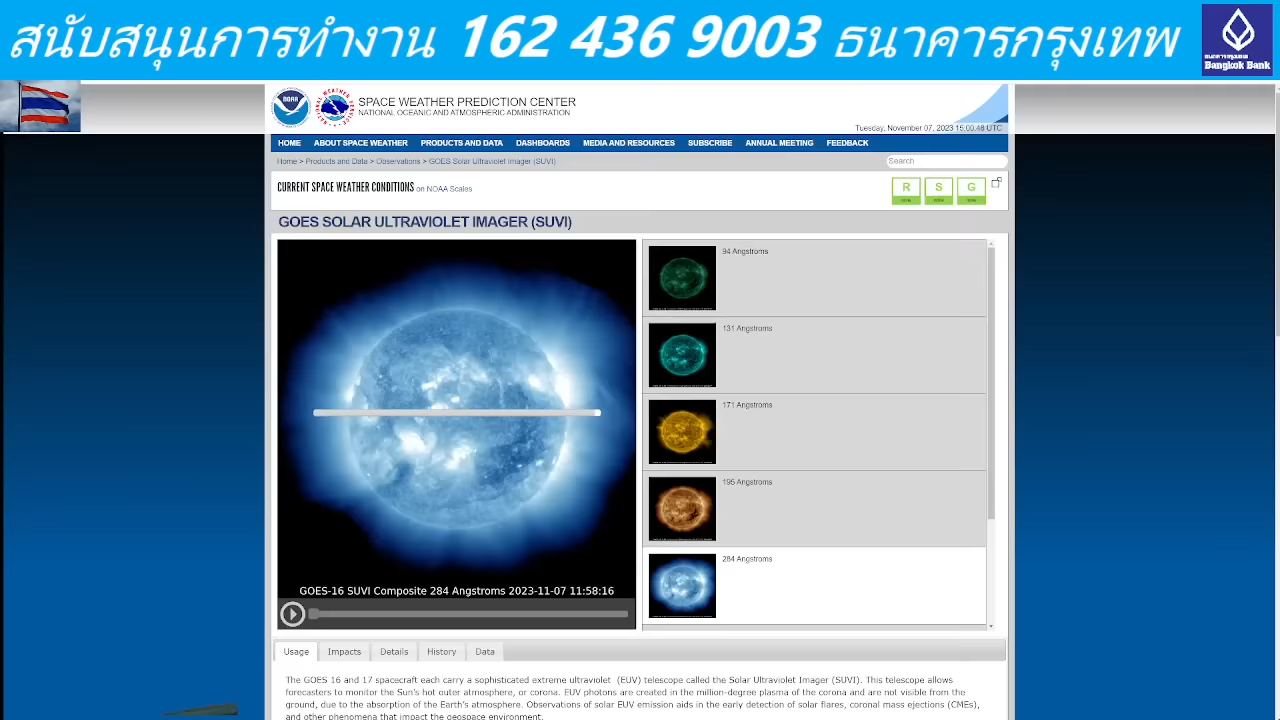 สนับสนุนการทำงาน 162 436 9003 ธนาคารกรุงเทพ
Bangkok Bank
NOAA
SPACE WEATHER PREDICTION CENTER
NATIONAL OCEANIC AND ATMOSPHERIC ADMINISTRATION
Tuesday, November 07, 2023 15:00:48 UTC
HOME ABOUT SPACE WEATHER PRODUCTS AND DATA DASHBOARDS MEDIA AND RESOURCES SUBSCRIBE ANNUAL MEETING FEEDBACK
Home > Products and Data > Observations > GOES Solar Ultraviolet Imager (SUVI)
Search
CURRENT SPACE WEATHER CONDITIONS on NOAA Scales
R S G
GOES SOLAR ULTRAVIOLET IMAGER (SUVI)
94 Angstroms
131 Angstroms
171 Angstroms
195 Angstroms
284 Angstroms
GOES-16 SUVI Composite 284 Angstroms 2023-11-07 11:58:16
Usage Impacts Details History Data
The GOES 16 and 17 spacecraft each carry a sophisticated extreme ultraviolet (EUV) telescope called the Solar Ultraviolet Imager (SUVI). This telescope allows
forecasters to monitor the Sun's hot outer atmosphere, or corona. EUV photons are created in the million-degree plasma of the corona and are not visible from the
ground, due to the absorption of the Earth's atmosphere. Observations of solar EUV emission aids in the early detection of solar flares, coronal mass ejections (CMEs),
and other phenomena that impact the geospace environment.